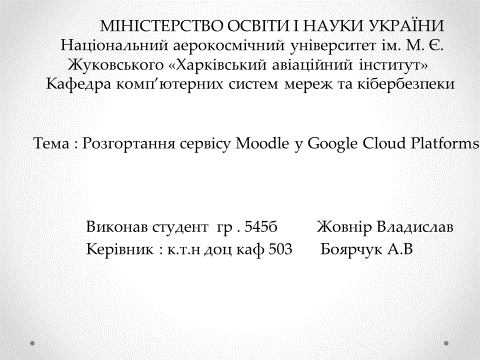 МІНІСТЕРСТВО ОСВІТИ І НАУКИ УКРАЇНИ
Національний аерокосмічний університет ім. М. Є.
Жуковського «Харківський авіаційний інститут»
Кафедра комп’ютерних систем мереж та кібербезпеки
Тема : Розгортання сервісу Moodle у Google Cloud Platforms
Виконав студент гр . 545б Жовнір Владислав
Керівник : к.т.н доц каф 503 Боярчук А.В